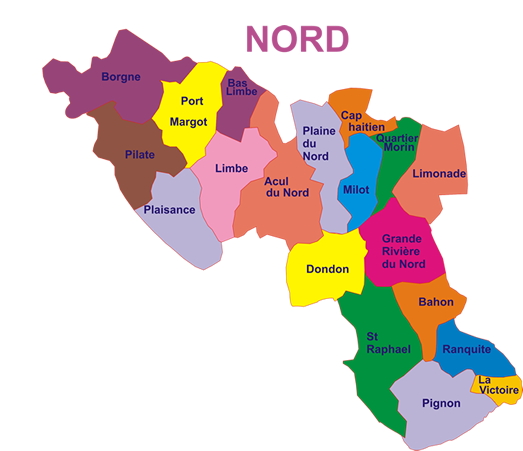 NORD
Borgne
Port
Margot
Bas
Limbe
Pilate
Plaisance
Limbe
Acul
du Nord
Plaine
du
Nord
Cap
haitien
Quartier
Morin
Milot
Limonade
Grande
Rivière
du Nord
Dondon
Bahon
St
Raphael
Ranquite
La
Victoire
Pignon